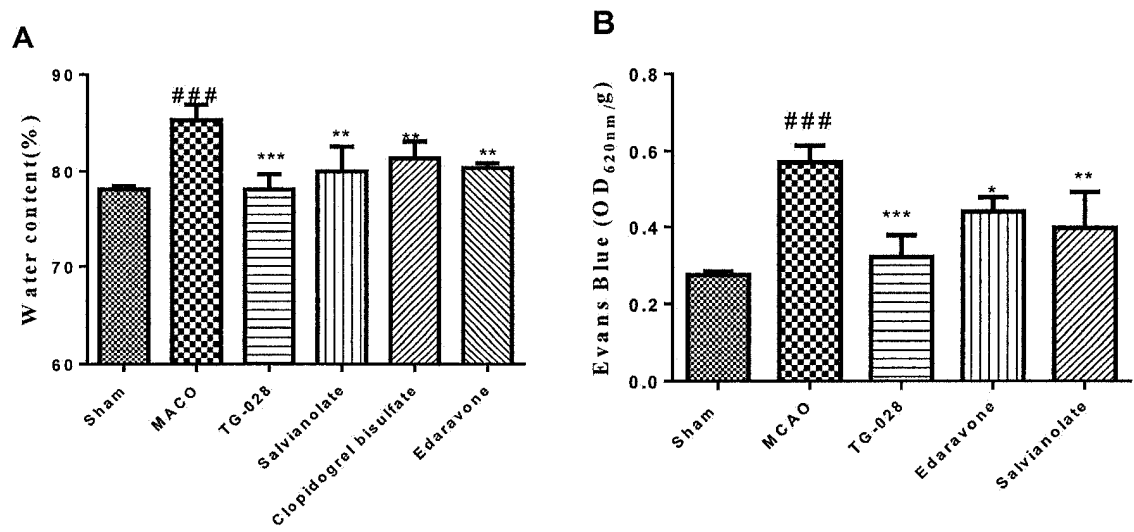 A
Water content(%)
90
80
70
60
###
***
**
**
**
Sham
MACO
TG-028
Salvianolate
Clopidogrel bisulfate
Edaravone
B
Evans Blue (OD620nm/g)
0.8
0.6
0.4
0.2
0.0
###
***
*
**
Sham
MCAO
TG-028
Edaravone
Salvianolate